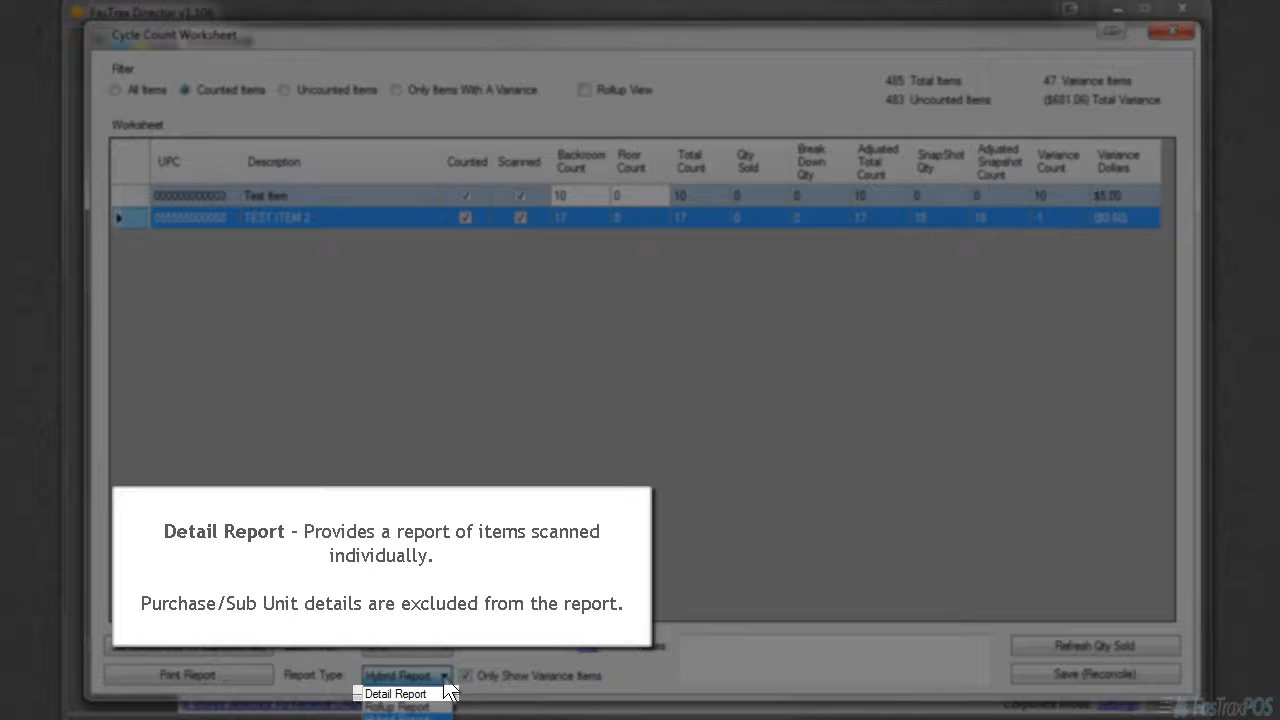 FasTrax Director v1.106
Cycle Count Worksheet
Filter
All Items Counted Items Uncounted Items Only Items With A Variance Rollup View
485 Total Items 47 Variance Items
483 Uncounted Items ($681.06) Total Variance
Worksheet
UPC Description Counted Scanned Backroom Count Floor Count Total Count Qty Sold Break Down Qty Adjusted Total Count SnapShot Qty Adjusted Snapshot Count Variance Count Variance Dollars
000000000003 Test Item 10 0 10 0 0 10 0 0 10 $5.00
TEST ITEM 2 17 0 17 0 0 17 18 18 -1 ($0.50)
Detail Report - Provides a report of items scanned
individually.
Purchase/Sub Unit details are excluded from the report.
Refresh Qty Sold
Print Report Report Type Hybrid Report Only Show Variance Items Save (Reconcile)
Detail Report
Rollup Report
Settings
FasTraxPOS